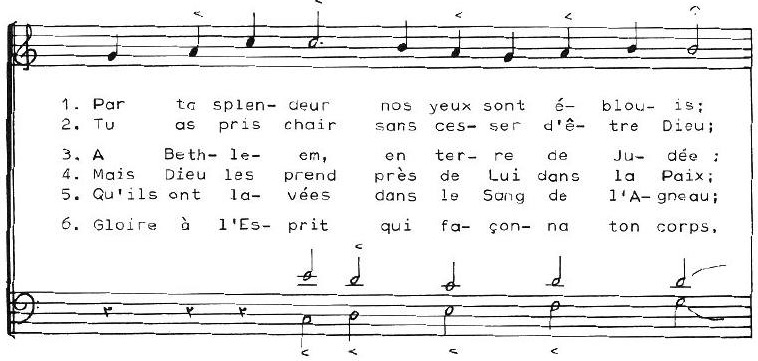 1. Par ta splen- deur nos yeux sont é- blou- is;
2. Tu as pris chair sans ces- ser d'ê- tre Dieu;
3. A Beth- le- em, en ter- re de Ju- dée ;
4. Mais Dieu les prend près de Lui dans la Paix;
5. Qu'ils ont la- vées dans le Sang de l'A- gneau;
6. Gloire à l'Es- prit qui fa- çon- na ton corps,